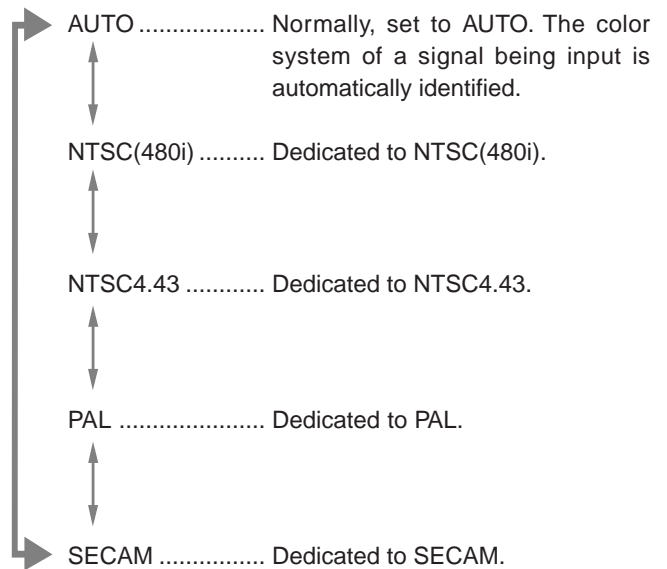 AUTO ................... Normally, set to AUTO. The color
system of a signal being input is
automatically identified.
NTSC(480i) .......... Dedicated to NTSC(480i).
NTSC4.43 ............ Dedicated to NTSC4.43.
PAL ...................... Dedicated to PAL.
SECAM ................ Dedicated to SECAM.